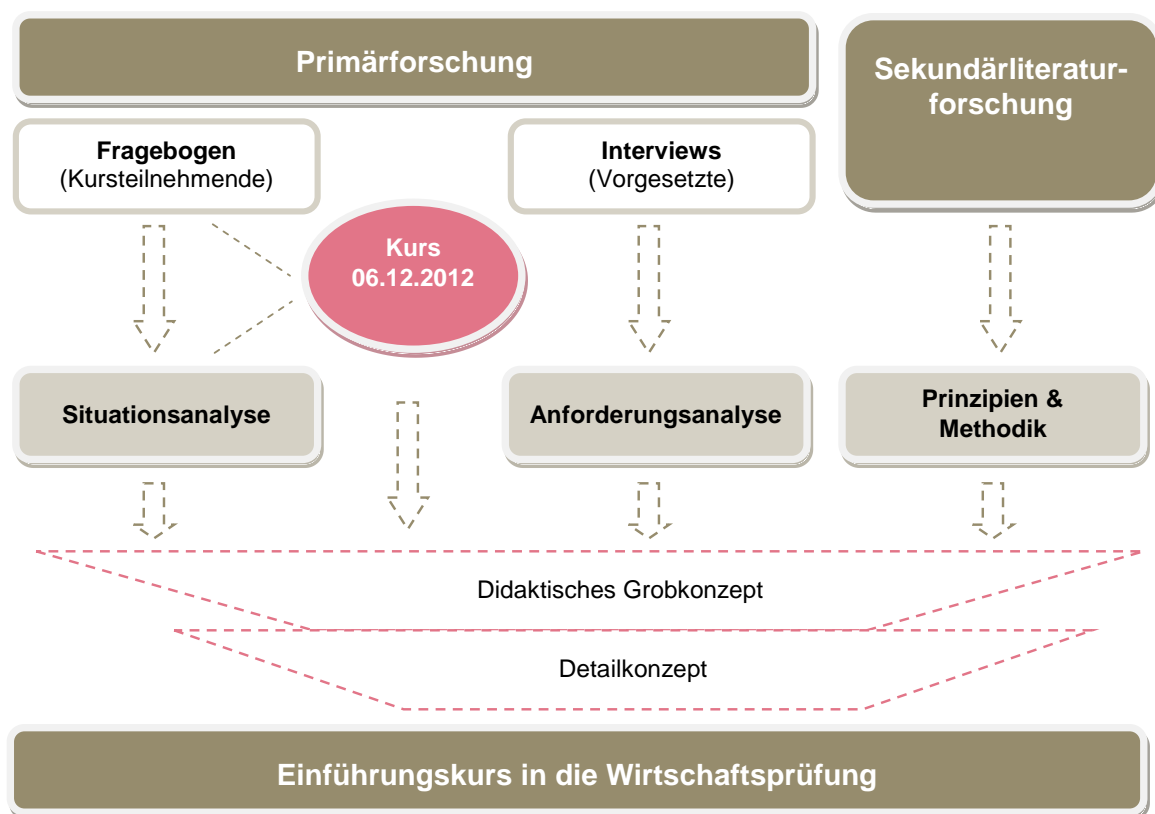 Primärforschung
Sekundärliteratur-
forschung
Fragebogen
(Kursteilnehmende)
Interviews
(Vorgesetzte)
Kurs
06.12.2012
Situationsanalyse
Anforderungsanalyse
Prinzipien &
Methodik
Didaktisches Grobkonzept
Detailkonzept
Einführungskurs in die Wirtschaftsprüfung